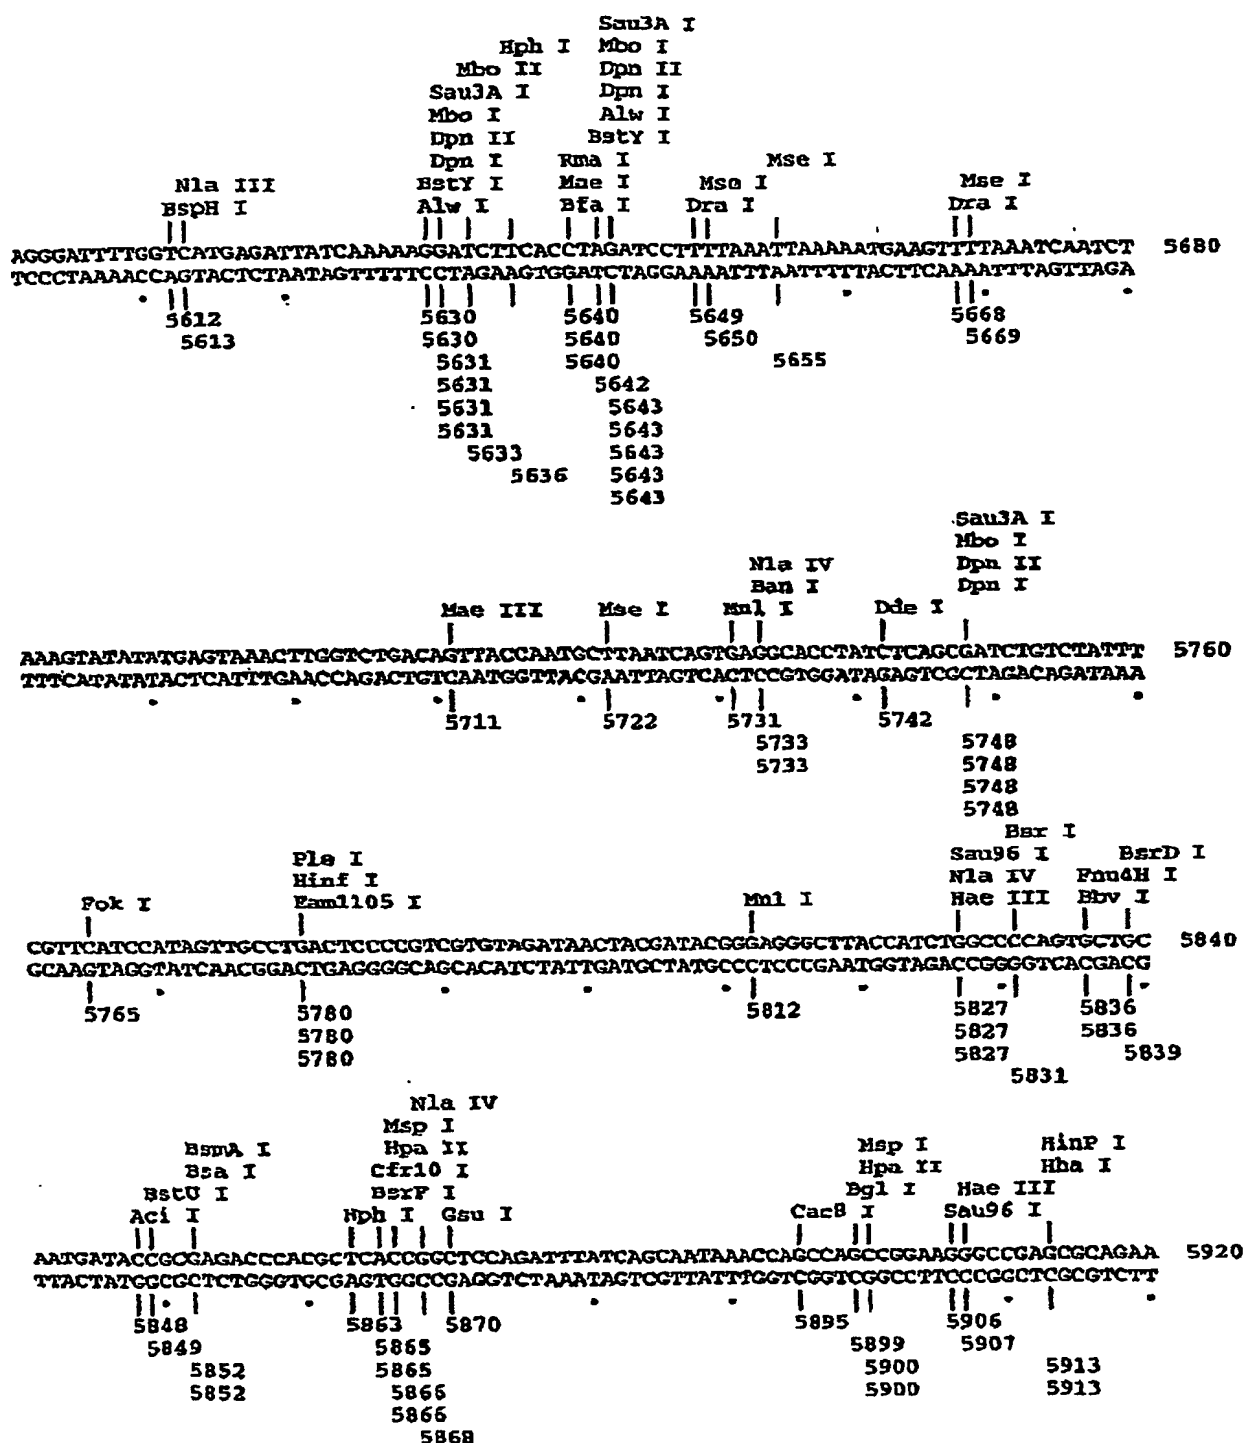 Sau3A I
Hph I Mbo I
Mbo II Dpn II
Sau3A I Dpn I
Mbo I Alw I
Dpn II BstY I
Dpn I Rma I Mse I
Nla III BstY I Mae I Mse I Mse I
BspH I Alw I Bfa I Dra I Dra I
AGGGATTTTGGTCATGAGATTATCAAAAAGGATCTTCACCTAGATCCTTTTAAATTAAAAATGAAGTTTTAAATCAATCT 5680
TCCCTAAAACCAGTACTCTAATAGTTTTTCCTAGAAGTGGATCTAGGAAAATTTAATTTTTACTTCAAAATTTAGTTAGA
5612 5630 5640 5649 5668
5613 5630 5640 5650 5669
5631 5640 5655
5631 5642
5631 5643
5631 5643
5633 5643
5636 5643
5643
Sau3A I
Mbo I
Nla IV Dpn II
Ban I Dpn I
Mae III Mse I Mnl I Dde I
AAAGTATATATGAGTAAACTTGGTCTGACAGTTACCAATGCTTAATCAGTGAGGCACCTATCTCAGCGATCTGTCTATTT 5760
TTTCATATATACTCATTTGAACCAGACTGTCAATGGTTACGAATTAGTCACTCCGTGGATAGAGTCGCTAGACAGATAAA
5711 5722 5731 5742
5733 5748
5733 5748
5748
5748
Bsr I
Ple I Sau96 I BsrD I
Hinf I Nla IV Fnu4H I
Fok I Eam1105 I Mnl I Hae III Bbv I
CGTTCATCCATAGTTGCCTGACTCCCCGTCGTGTAGATAACTACGATACGGGAGGGCTTACCATCTGGCCCCAGTGCTGC 5840
GCAAGTAGGTATCAACGGACTGAGGGGCAGCACATCTATTGATGCTATGCCCTCCCGAATGGTAGACCGGGGTCACGACG
5765 5780 5812 5827 5836
5780 5827 5836
5780 5827 5839
5831
Nla IV
Msp I
BsmA I Hpa II Msp I HinP I
Bsa I Cfr10 I Hpa II Hha I
BstU I BsrF I Bgl I Hae III
Aci I Hph I Gsu I Cac8 I Sau96 I
AATGATACCGCGAGACCCACGCTCACCGGCTCCAGATTTATCAGCAATAAACCAGCCAGCCGGAAGGGCCGAGCGCAGAA 5920
TTACTATGGCGCTCTGGGTGCGAGTGGCCGAGGTCTAAATAGTCGTTATTTGGTCGGTCGGCCTTCCCGGCTCGCGTCTT
5848 5863 5870 5895 5906
5849 5865 5899 5907
5852 5865 5900 5913
5852 5866 5900 5913
5866
5868